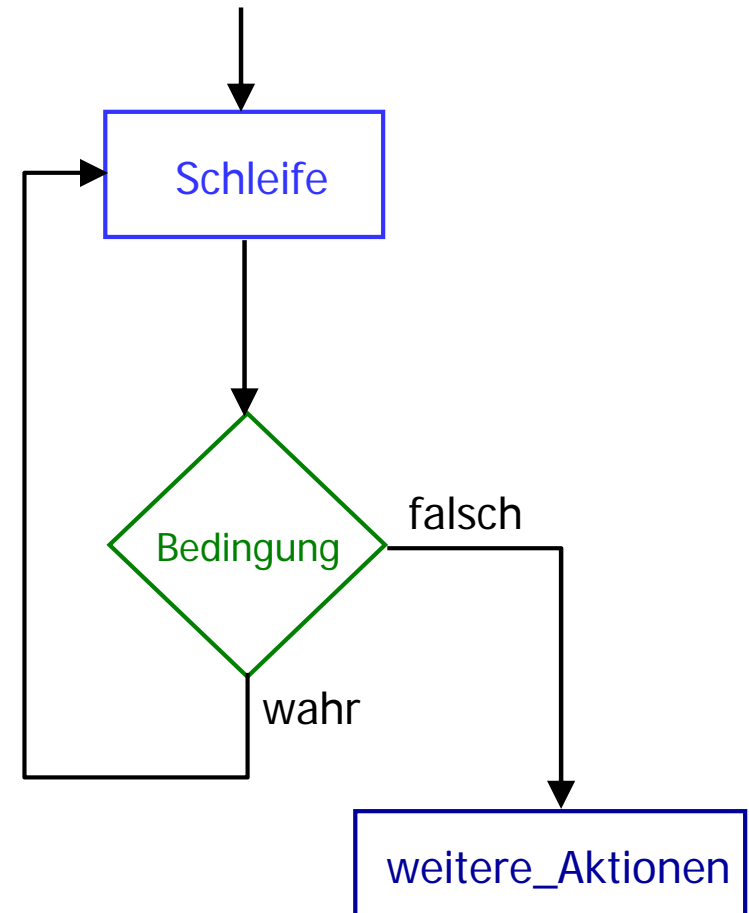 Schleife
Bedingung
falsch
wahr
weitere_Aktionen